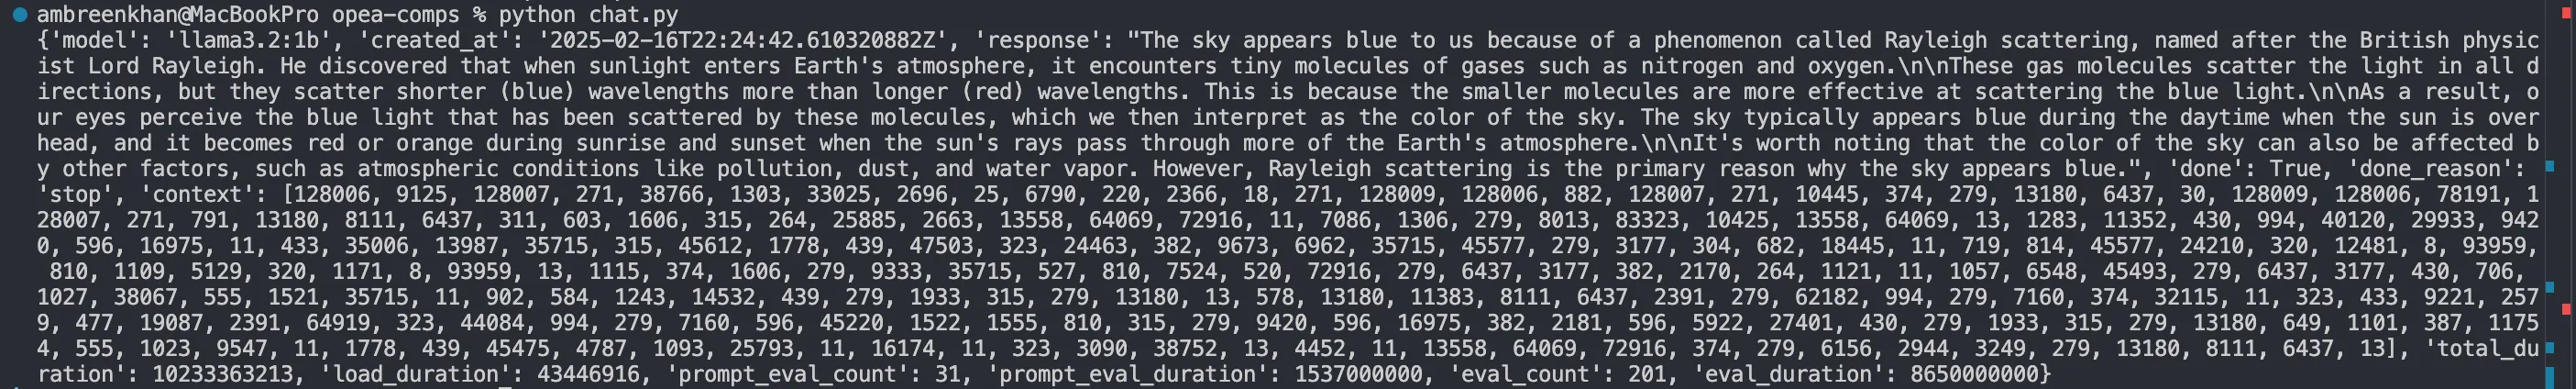 ambreenkhan@MacBookPro opea-comps % python chat.py
{'model': 'llama3.2:1b', 'created_at': '2025-02-16T22:24:42.610320882Z', 'response': "The sky appears blue to us because of a phenomenon called Rayleigh scattering, named after the British physic
ist Lord Rayleigh. He discovered that when sunlight enters Earth's atmosphere, it encounters tiny molecules of gases such as nitrogen and oxygen.\n\nThese gas molecules scatter the light in all d
irections, but they scatter shorter (blue) wavelengths more than longer (red) wavelengths. This is because the smaller molecules are more effective at scattering the blue light.\n\nAs a result, o
ur eyes perceive the blue light that has been scattered by these molecules, which we then interpret as the color of the sky. The sky typically appears blue during the daytime when the sun is over
head, and it becomes red or orange during sunrise and sunset when the sun's rays pass through more of the Earth's atmosphere.\n\nIt's worth noting that the color of the sky can also be affected b
y other factors, such as atmospheric conditions like pollution, dust, and water vapor. However, Rayleigh scattering is the primary reason why the sky appears blue.", 'done': True, 'done_reason':
'stop', 'context': [128006, 9125, 128007, 271, 38766, 1303, 33025, 2696, 25, 6790, 220, 2366, 18, 271, 128009, 128006, 882, 128007, 271, 10445, 374, 279, 13180, 6437, 30, 128009, 128006, 78191, 1
28007, 271, 791, 13180, 8111, 6437, 311, 603, 1606, 315, 264, 25885, 2663, 13558, 64069, 72916, 11, 7086, 1306, 279, 8013, 83323, 10425, 13558, 64069, 13, 1283, 11352, 430, 994, 40120, 29933, 942
0, 596, 16975, 11, 433, 35006, 13987, 35715, 315, 45612, 1778, 439, 47503, 323, 24463, 382, 9673, 6962, 35715, 45577, 279, 3177, 304, 682, 18445, 11, 719, 814, 45577, 24210, 320, 12481, 8, 93959,
810, 1109, 5129, 320, 1171, 8, 93959, 13, 1115, 374, 1606, 279, 9333, 35715, 527, 810, 7524, 520, 72916, 279, 6437, 3177, 382, 2170, 264, 1121, 11, 1057, 6548, 45493, 279, 6437, 3177, 430, 706,
1027, 38067, 555, 1521, 35715, 11, 902, 584, 1243, 14532, 439, 279, 1933, 315, 279, 13180, 13, 578, 13180, 11383, 8111, 6437, 2391, 279, 62182, 994, 279, 7160, 374, 32115, 11, 323, 433, 9221, 257
9, 477, 19087, 2391, 64919, 323, 44084, 994, 279, 7160, 596, 45220, 1522, 1555, 810, 315, 279, 9420, 596, 16975, 382, 2181, 596, 5922, 27401, 430, 279, 1933, 315, 279, 13180, 649, 1101, 387, 1175
4, 555, 1023, 9547, 11, 1778, 439, 45475, 4787, 1093, 25793, 11, 16174, 11, 323, 3090, 38752, 13, 4452, 11, 13558, 64069, 72916, 374, 279, 6156, 2944, 3249, 279, 13180, 8111, 6437, 13], 'total_du
ration': 10233363213, 'load_duration': 43446916, 'prompt_eval_count': 31, 'prompt_eval_duration': 1537000000, 'eval_count': 201, 'eval_duration': 8650000000}